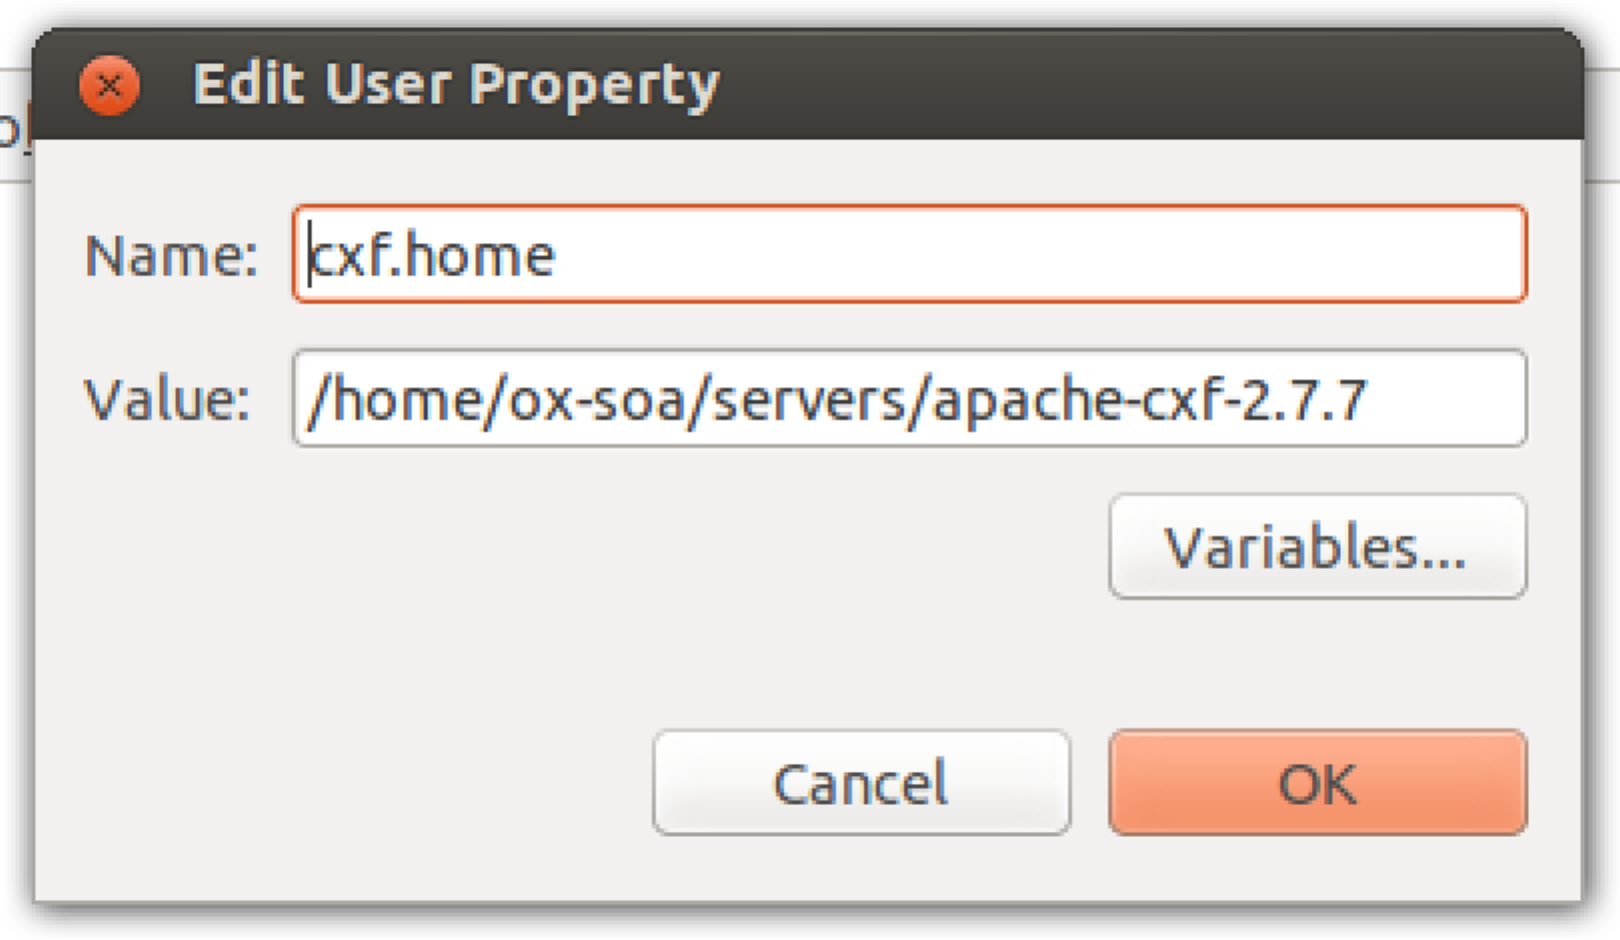 Edit User Property
Name: cxf.home
Value: /home/ox-soa/servers/apache-cxf-2.7.7
Variables...
Cancel OK